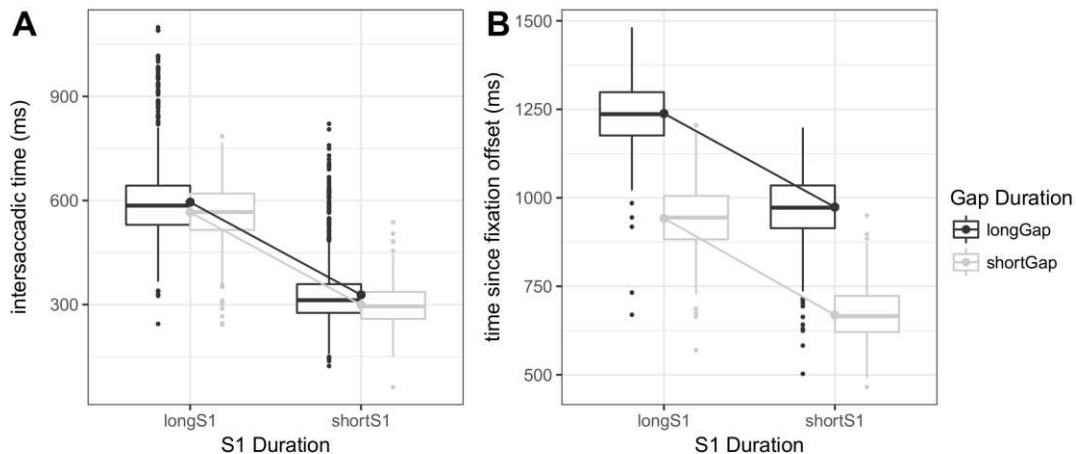 A
intersaccadic time (ms)
900
600
300
longS1
shortS1
S1 Duration
B
time since fixation offset (ms)
1500
1250
1000
750
500
longS1
shortS1
S1 Duration
Gap Duration
longGap
shortGap